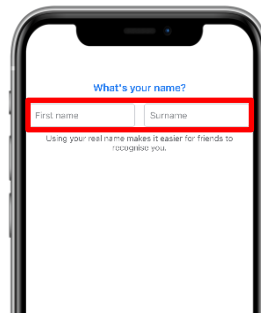 What's your name?
First name Surname
Using your real name makes it easier for friends to
recognise you.